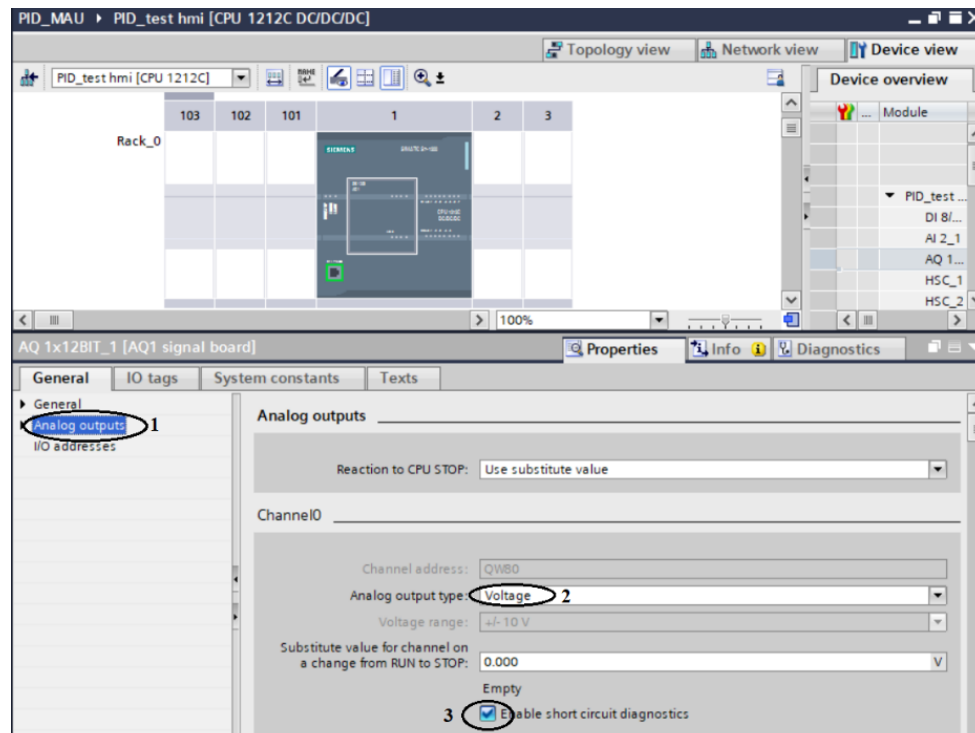 PID_MAU ▸ PID_test hmi [CPU 1212C DC/DC/DC]
Topology view Network view Device view
PID_test hmi [CPU 1212C] Device overview
103 102 101 1 2 3 ... Module
Rack_0
SIEMENS
PID_test ...
DI 8/...
AI 2_1
AQ 1...
HSC_1
HSC_2
100%
AQ 1x12BIT_1 [AQ1 signal board] Properties Info Diagnostics
General IO tags System constants Texts
General
Analog outputs 1
I/O addresses
Analog outputs
Reaction to CPU STOP: Use substitute value
Channel0
Channel address: QW80
Analog output type: Voltage 2
Voltage range: +/- 10 V
Substitute value for channel on
a change from RUN to STOP: 0.000 V
Empty
3 Enable short circuit diagnostics